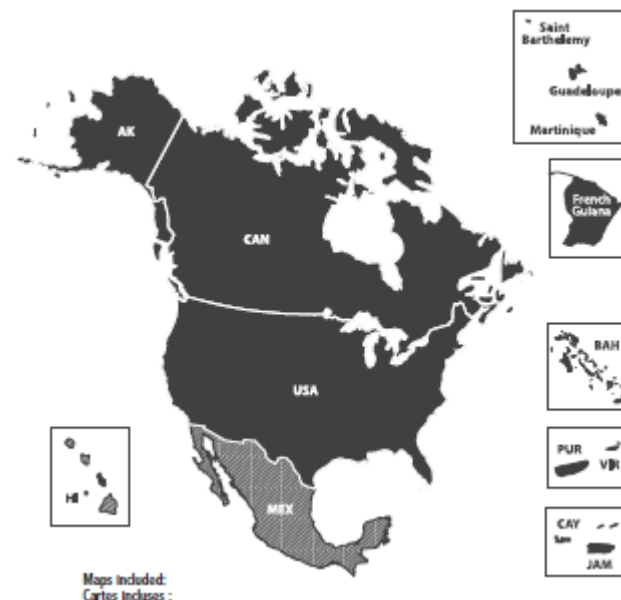 Saint
Barthelemy
Guadeloupe
Martinique
AK
French
Guiana
CAN
BAH
USA
PUR
VIR
HI
MEX
CAY
JAM
Maps included:
Cartes incluses :